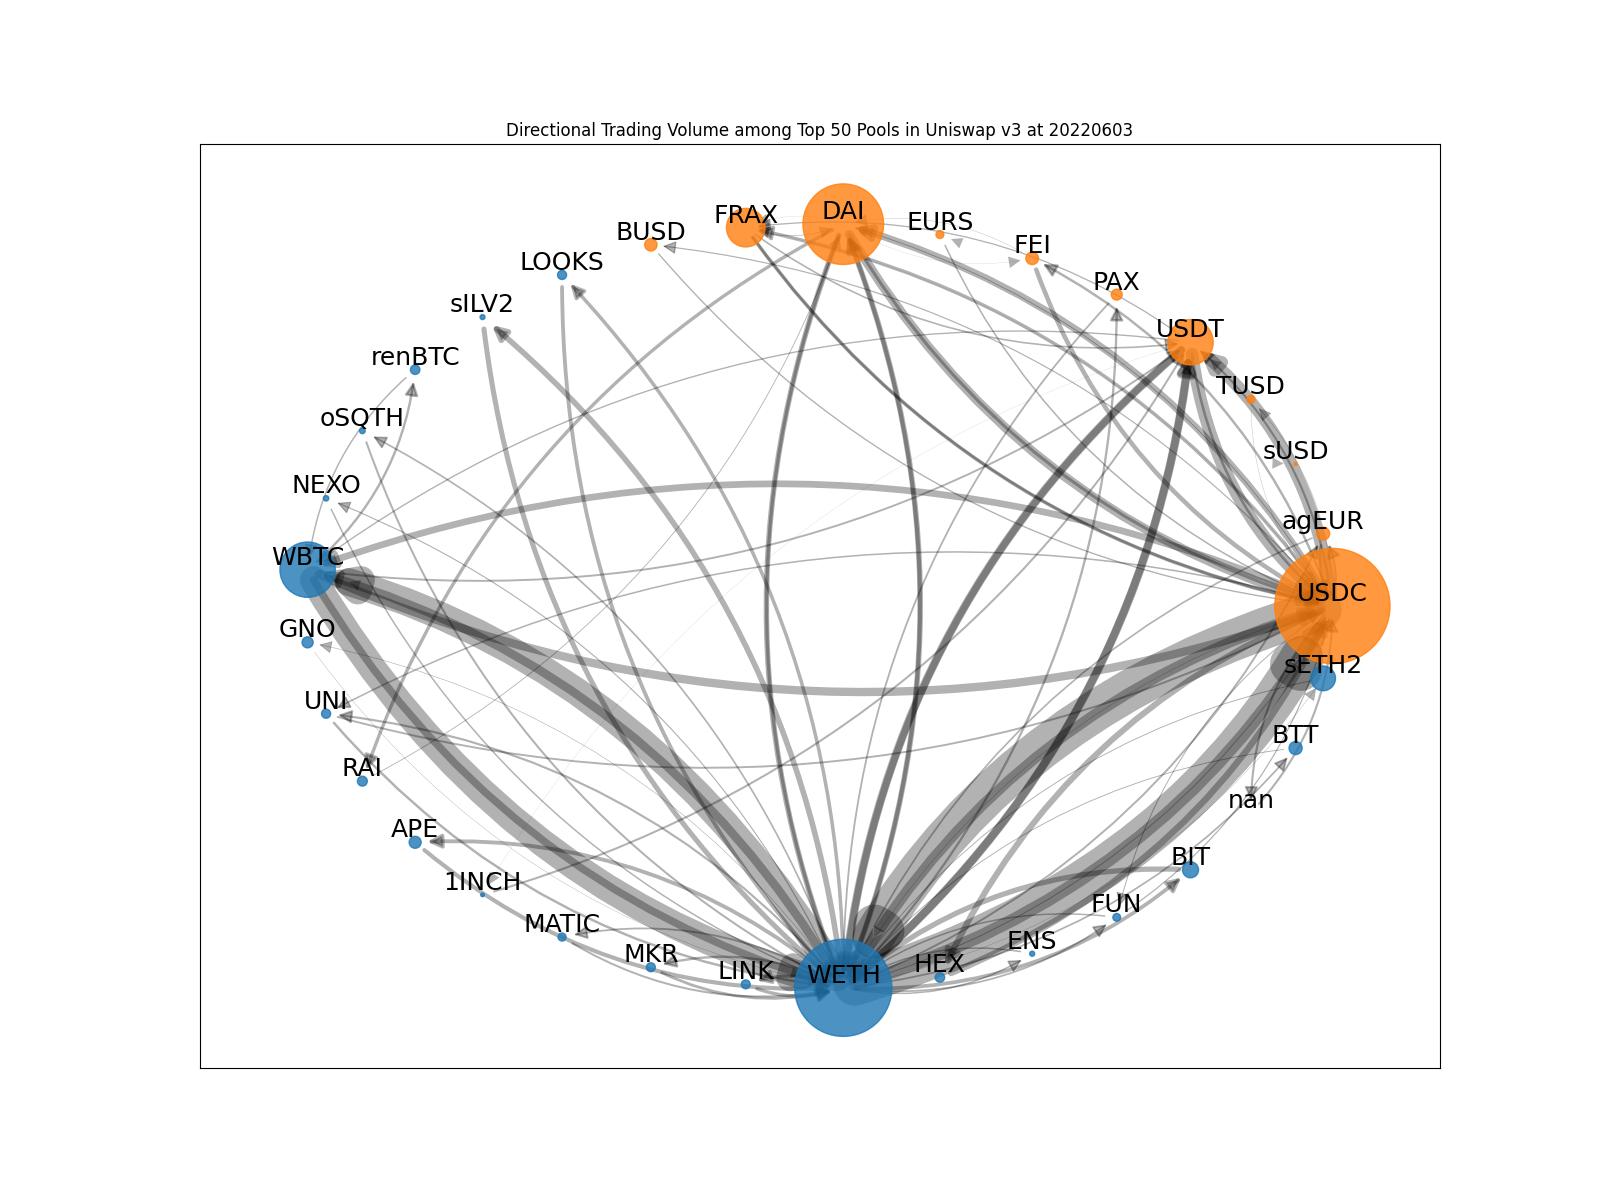 Directional Trading Volume among Top 50 Pools in Uniswap v3 at 20220603
DAI
FRAX
EURS
BUSD
FEI
LOOKS
PAX
sILV2
USDT
renBTC
TUSD
oSQTH
sUSD
NEXO
agEUR
WBTC
USDC
GNO
sETH2
UNI
BTT
RAI
nan
APE
BIT
1INCH
FUN
MATIC
ENS
MKR
HEX
LINK
WETH